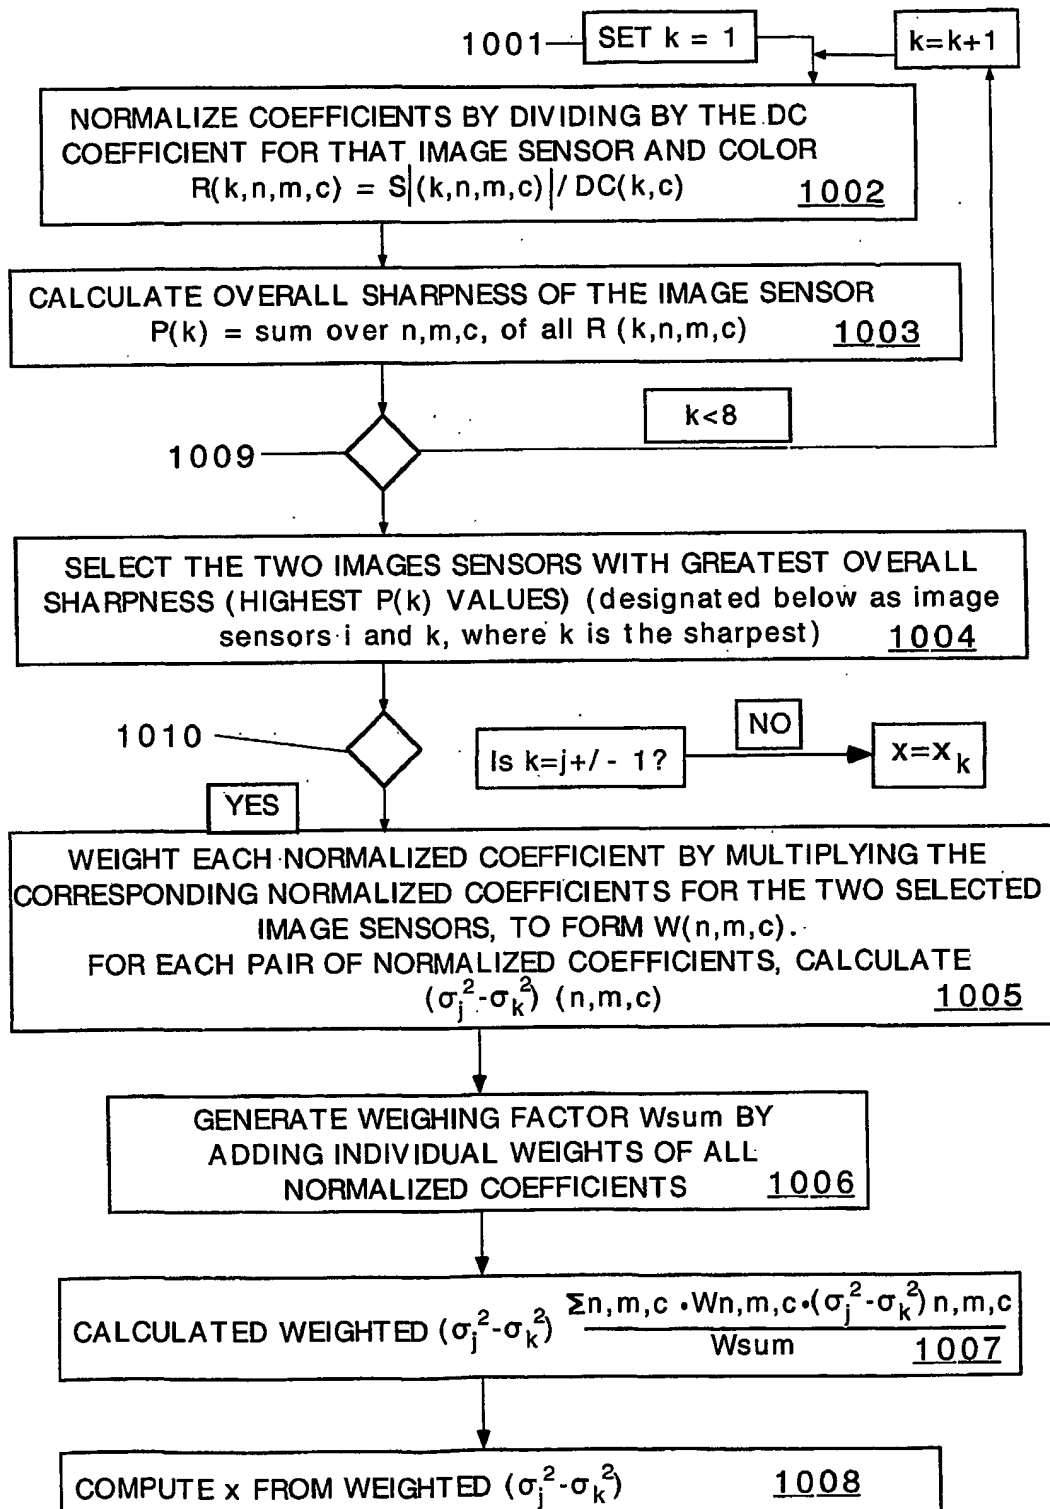 1001 SET k = 1 k=k+1
NORMALIZE COEFFICIENTS BY DIVIDING BY THE DC
COEFFICIENT FOR THAT IMAGE SENSOR AND COLOR
R(k,n,m,c) = S|(k,n,m,c)| / DC(k,c) 1002
CALCULATE OVERALL SHARPNESS OF THE IMAGE SENSOR
P(k) = sum over n,m,c, of all R (k,n,m,c) 1003
k<8
1009
SELECT THE TWO IMAGES SENSORS WITH GREATEST OVERALL
SHARPNESS (HIGHEST P(k) VALUES) (designated below as image
sensors i and k, where k is the sharpest) 1004
1010 Is k=j+/- 1? NO x=x_k
YES
WEIGHT EACH NORMALIZED COEFFICIENT BY MULTIPLYING THE
CORRESPONDING NORMALIZED COEFFICIENTS FOR THE TWO SELECTED
IMAGE SENSORS, TO FORM W(n,m,c).
FOR EACH PAIR OF NORMALIZED COEFFICIENTS, CALCULATE
(σ_j^2-σ_k^2) (n,m,c) 1005
GENERATE WEIGHING FACTOR Wsum BY
ADDING INDIVIDUAL WEIGHTS OF ALL
NORMALIZED COEFFICIENTS 1006
CALCULATED WEIGHTED (σ_j^2-σ_k^2) Σn,m,c •Wn,m,c•(σ_j^2-σ_k^2) n,m,c
Wsum 1007
COMPUTE x FROM WEIGHTED (σ_j^2-σ_k^2) 1008